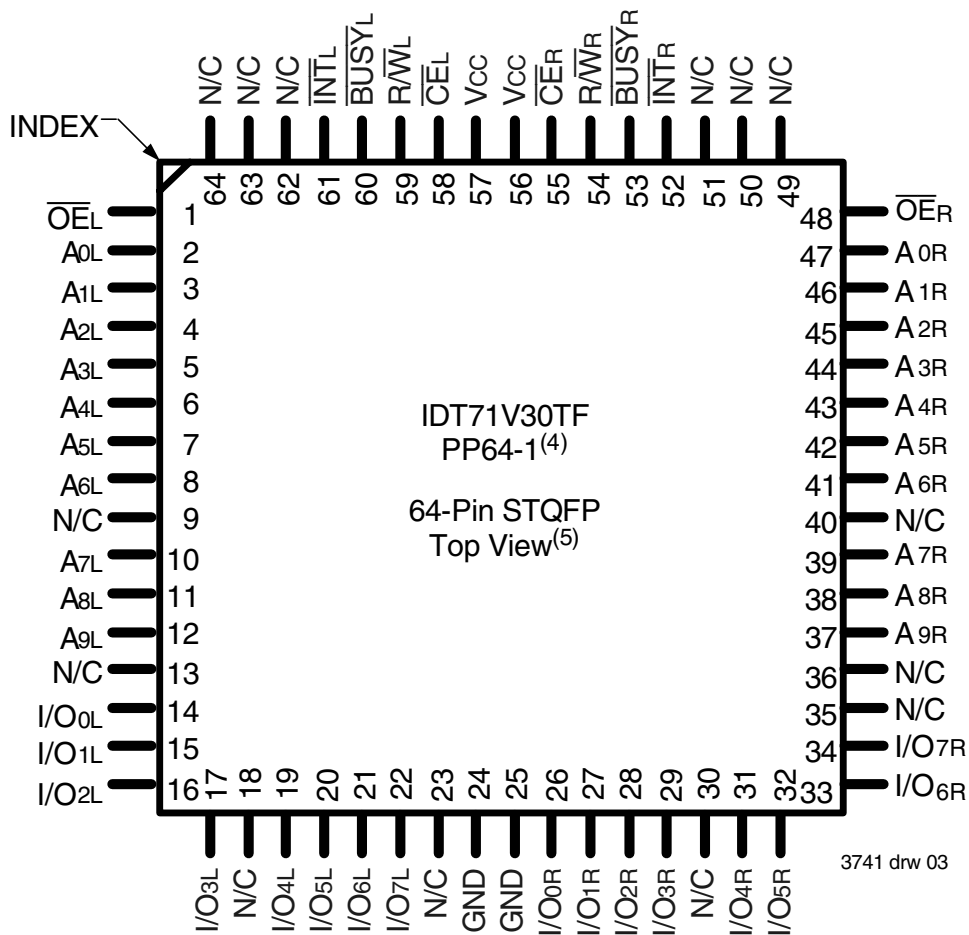 N/C
N/C
N/C
INTL
BUSYL
R/WL
CEL
VCC
VCC
CER
R/WR
BUSYR
INTR
N/C
N/C
N/C
INDEX
64
63
62
61
60
59
58
57
56
55
54
53
52
51
50
49
OEL 1
A0L 2
A1L 3
A2L 4
A3L 5
A4L 6
A5L 7
A6L 8
N/C 9
A7L 10
A8L 11
A9L 12
N/C 13
I/O0L 14
I/O1L 15
I/O2L 16
IDT71V30TF
PP64-1(4)
64-Pin STQFP
Top View(5)
48 OER
47 A0R
46 A1R
45 A2R
44 A3R
43 A4R
42 A5R
41 A6R
40 N/C
39 A7R
38 A8R
37 A9R
36 N/C
35 N/C
34 I/O7R
33 I/O6R
17
18
19
20
21
22
23
24
25
26
27
28
29
30
31
32
I/O3L
N/C
I/O4L
I/O5L
I/O6L
I/O7L
N/C
GND
GND
I/O0R
I/O1R
I/O2R
I/O3R
N/C
I/O4R
I/O5R
3741 drw 03